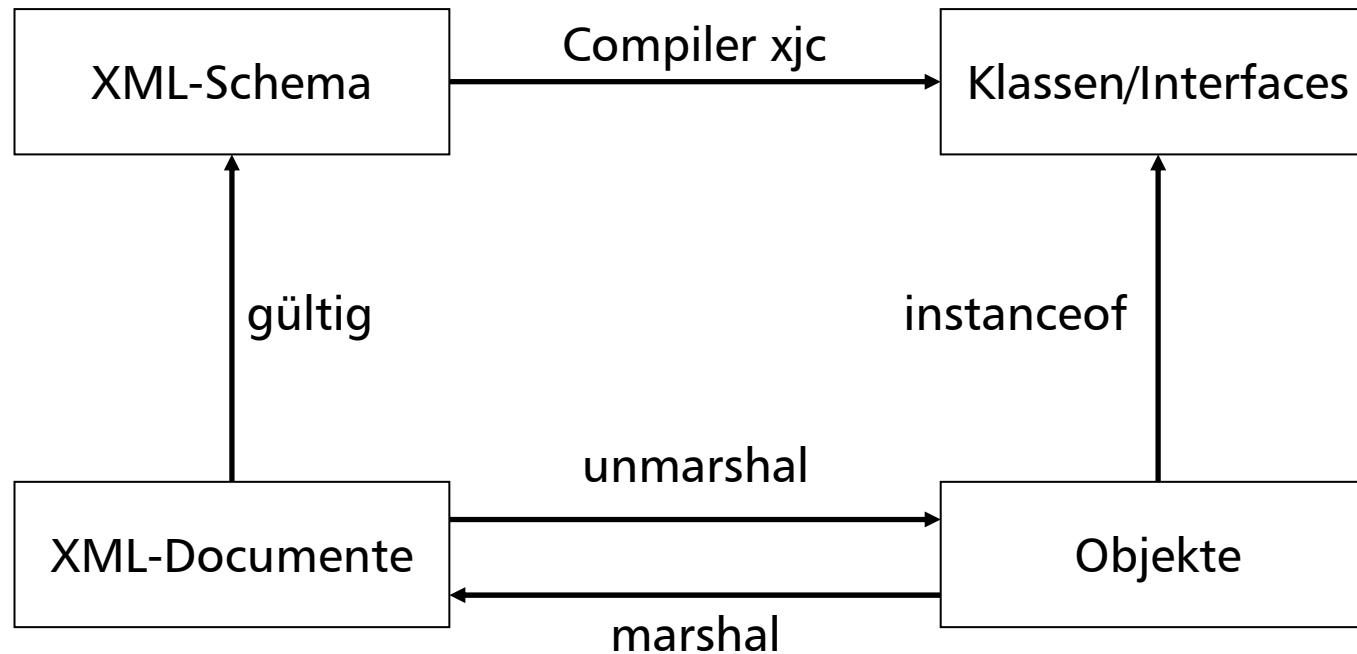 Compiler xjc
XML-Schema
Klassen/Interfaces
gültig
instanceof
unmarshal
XML-Documente
Objekte
marshal